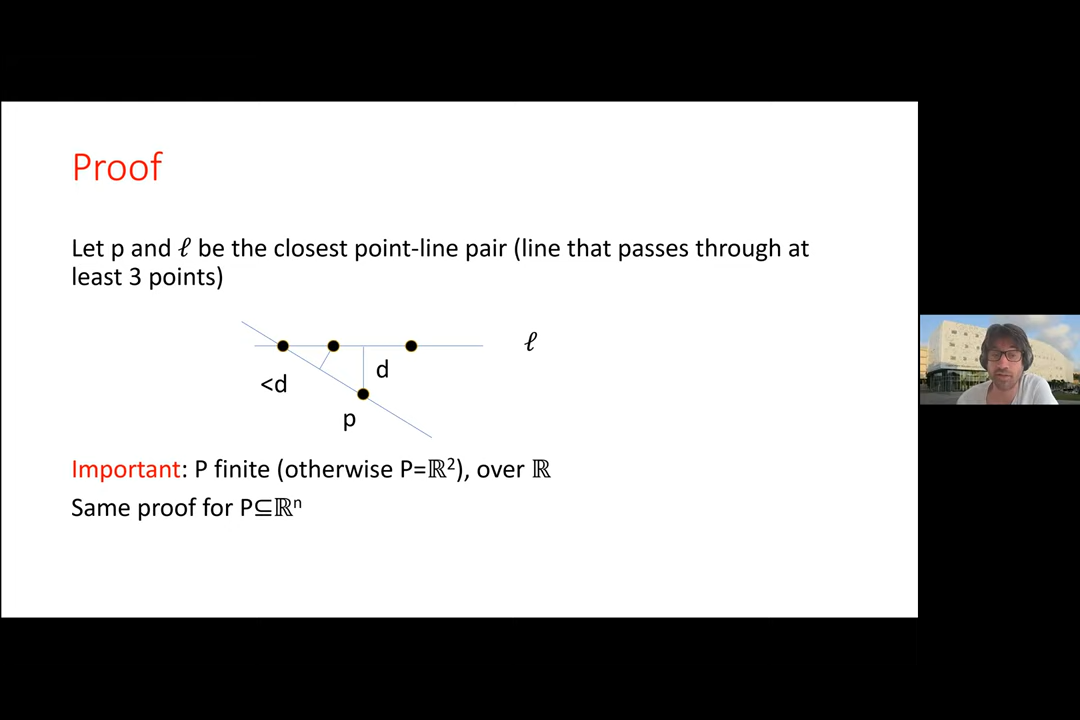 Proof
Let p and ℓ be the closest point-line pair (line that passes through at
least 3 points)
ℓ
d
<d
p
Important: P finite (otherwise P=ℝ²), over ℝ
Same proof for P⊆ℝⁿ